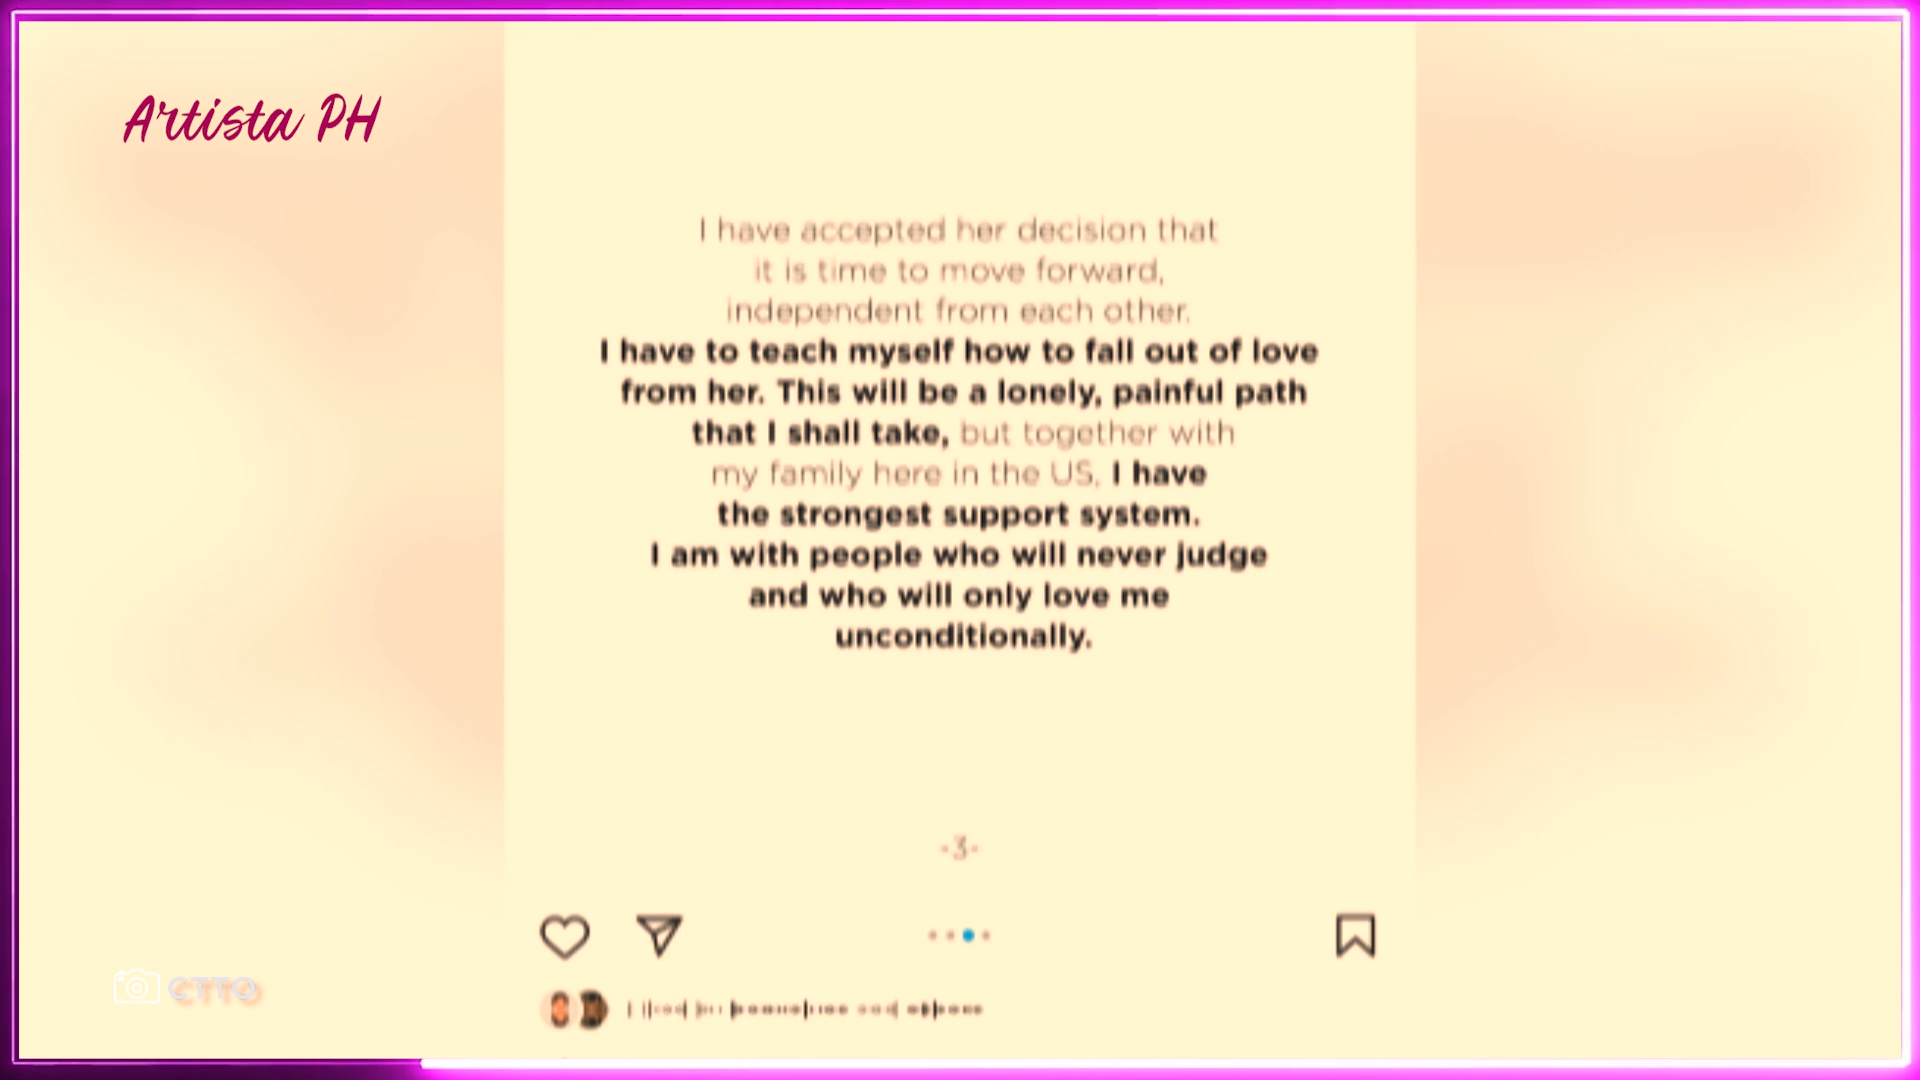 Artista PH
I have accepted her decision that
it is time to move forward,
independent from each other.
I have to teach myself how to fall out of love
from her. This will be a lonely, painful path
that I shall take, but together with
my family here in the US, I have
the strongest support system.
I am with people who will never judge
and who will only love me
unconditionally.
-3-
CTTO